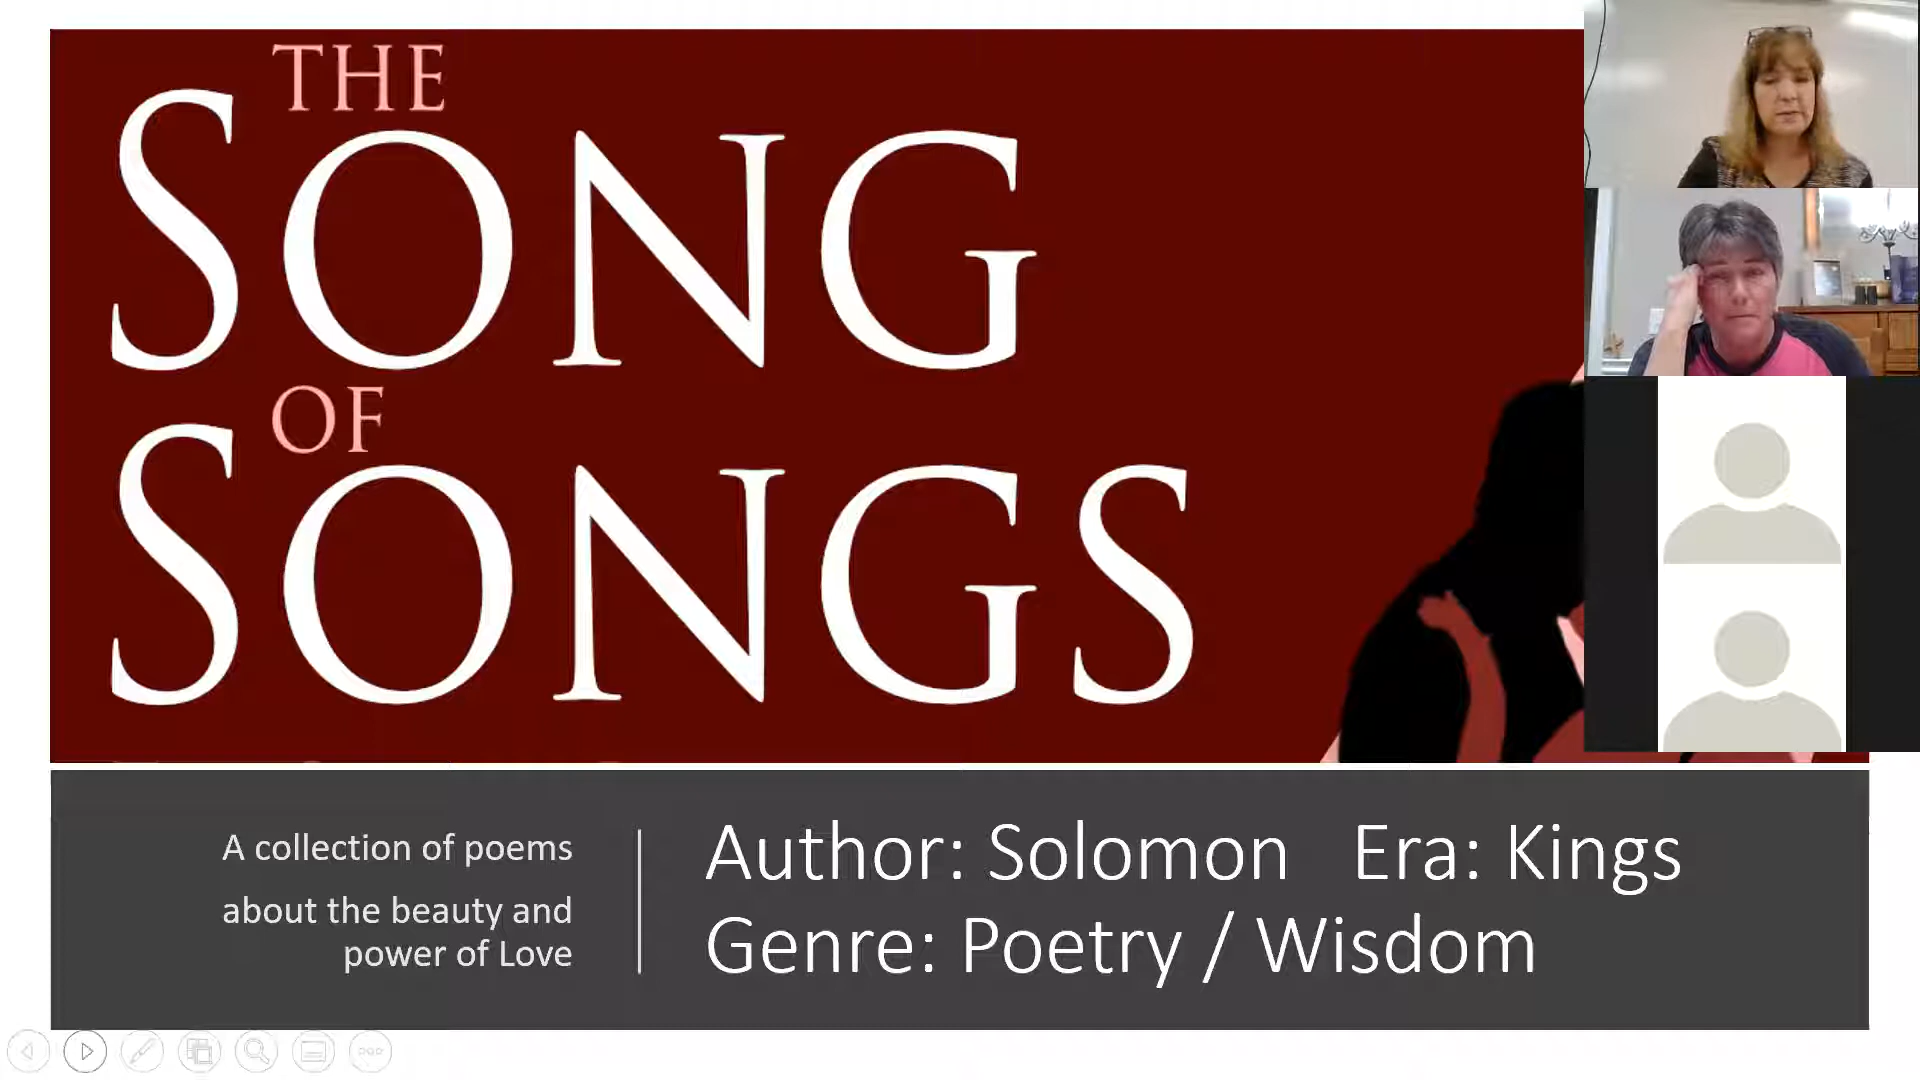 THE
SONG
OF
SONGS
A collection of poems
about the beauty and
power of Love
Author: Solomon Era: Kings
Genre: Poetry / Wisdom